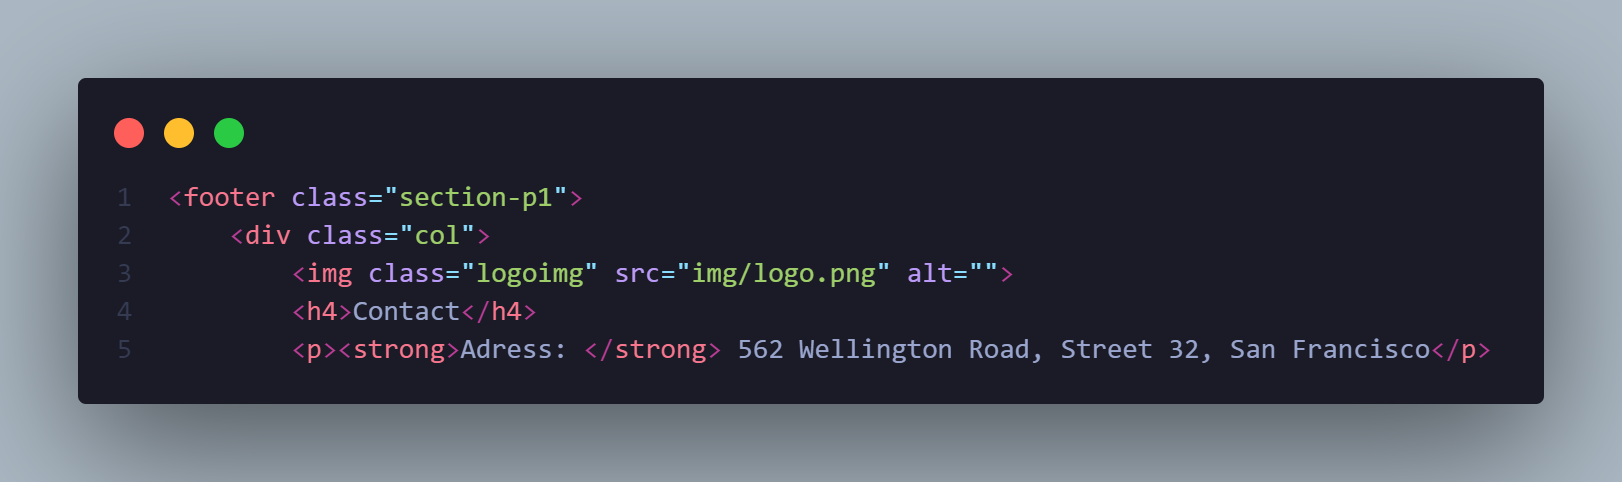 1 <footer class="section-p1">
2     <div class="col">
3         <img class="logoimg" src="img/logo.png" alt="">
4         <h4>Contact</h4>
5         <p><strong>Adress: </strong> 562 Wellington Road, Street 32, San Francisco</p>